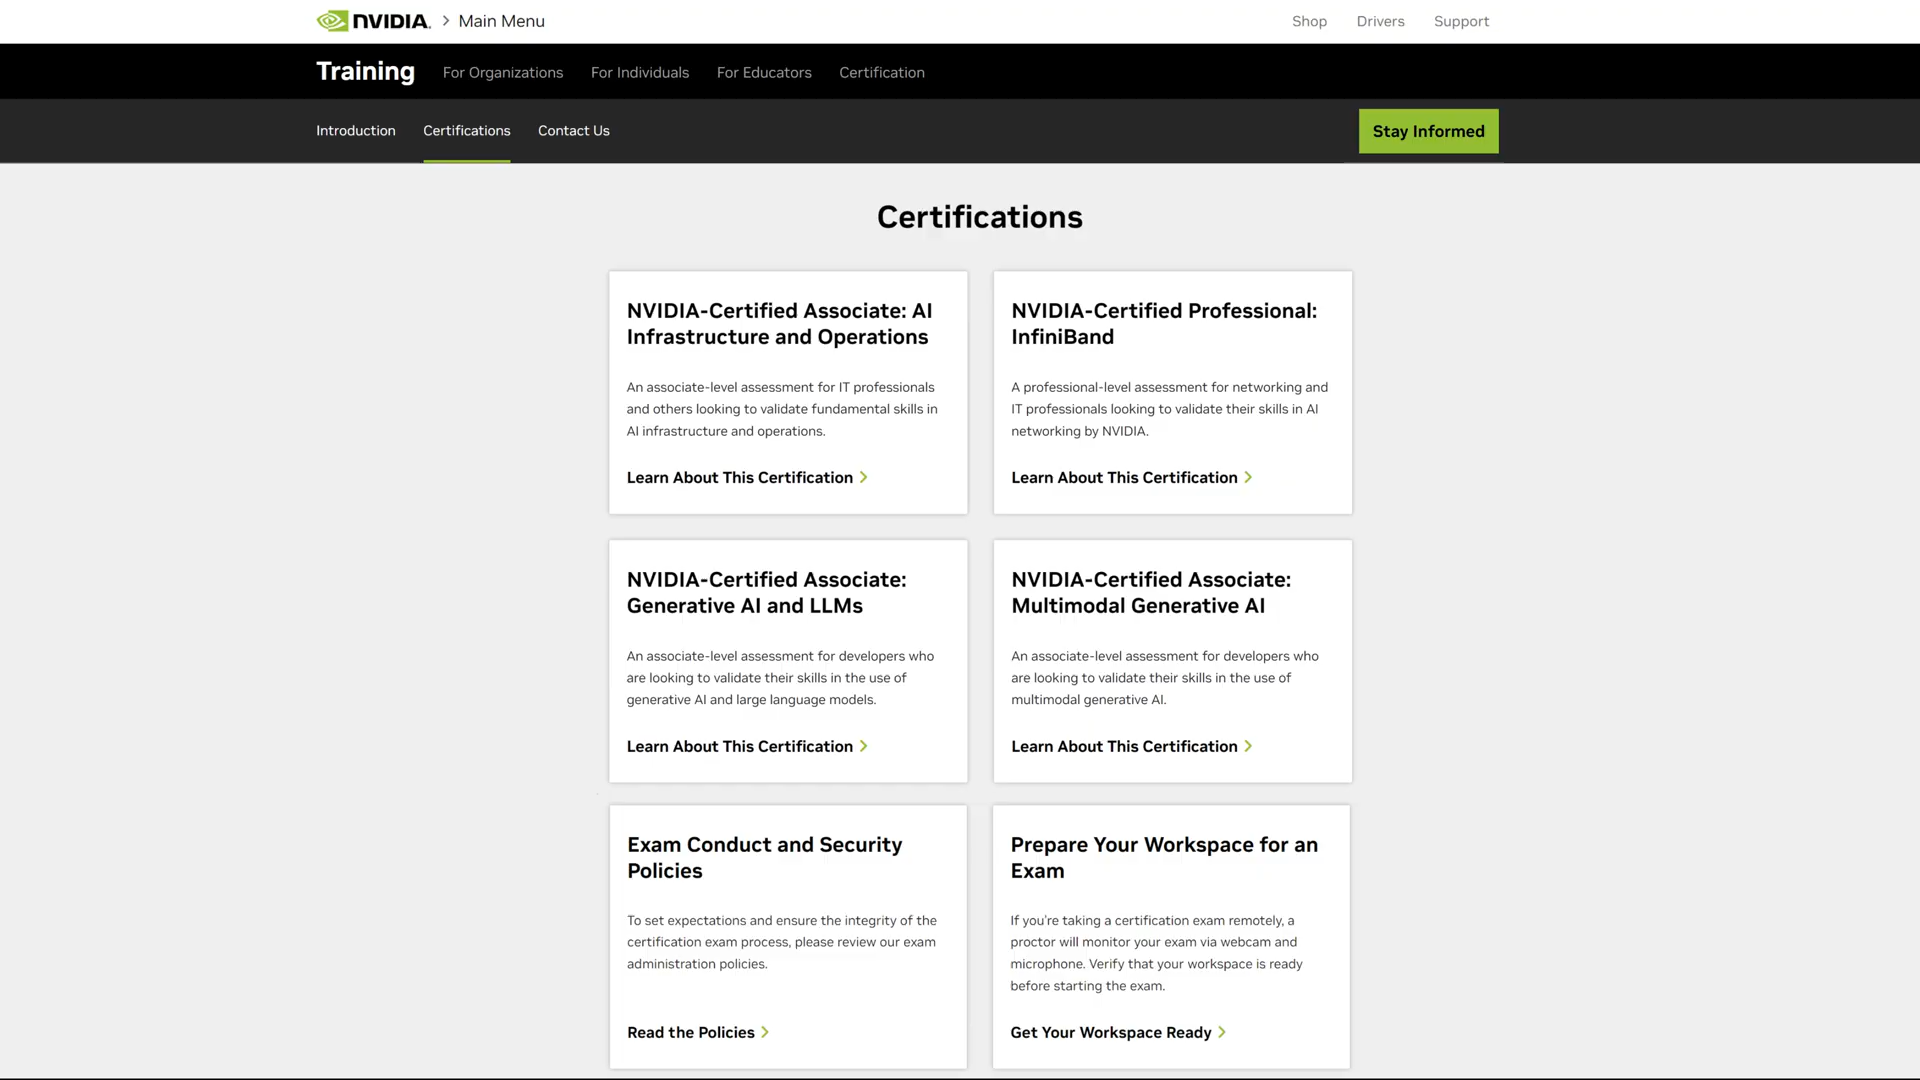 NVIDIA. > Main Menu
Shop Drivers Support
Training For Organizations For Individuals For Educators Certification
Introduction Certifications Contact Us Stay Informed
Certifications
NVIDIA-Certified Associate: AI
Infrastructure and Operations
An associate-level assessment for IT professionals
and others looking to validate fundamental skills in
AI infrastructure and operations.
Learn About This Certification >
NVIDIA-Certified Professional:
InfiniBand
A professional-level assessment for networking and
IT professionals looking to validate their skills in AI
networking by NVIDIA.
Learn About This Certification >
NVIDIA-Certified Associate:
Generative AI and LLMs
An associate-level assessment for developers who
are looking to validate their skills in the use of
generative AI and large language models.
Learn About This Certification >
NVIDIA-Certified Associate:
Multimodal Generative AI
An associate-level assessment for developers who
are looking to validate their skills in the use of
multimodal generative AI.
Learn About This Certification >
Exam Conduct and Security
Policies
To set expectations and ensure the integrity of the
certification exam process, please review our exam
administration policies.
Read the Policies >
Prepare Your Workspace for an
Exam
If you're taking a certification exam remotely, a
proctor will monitor your exam via webcam and
microphone. Verify that your workspace is ready
before starting the exam.
Get Your Workspace Ready >